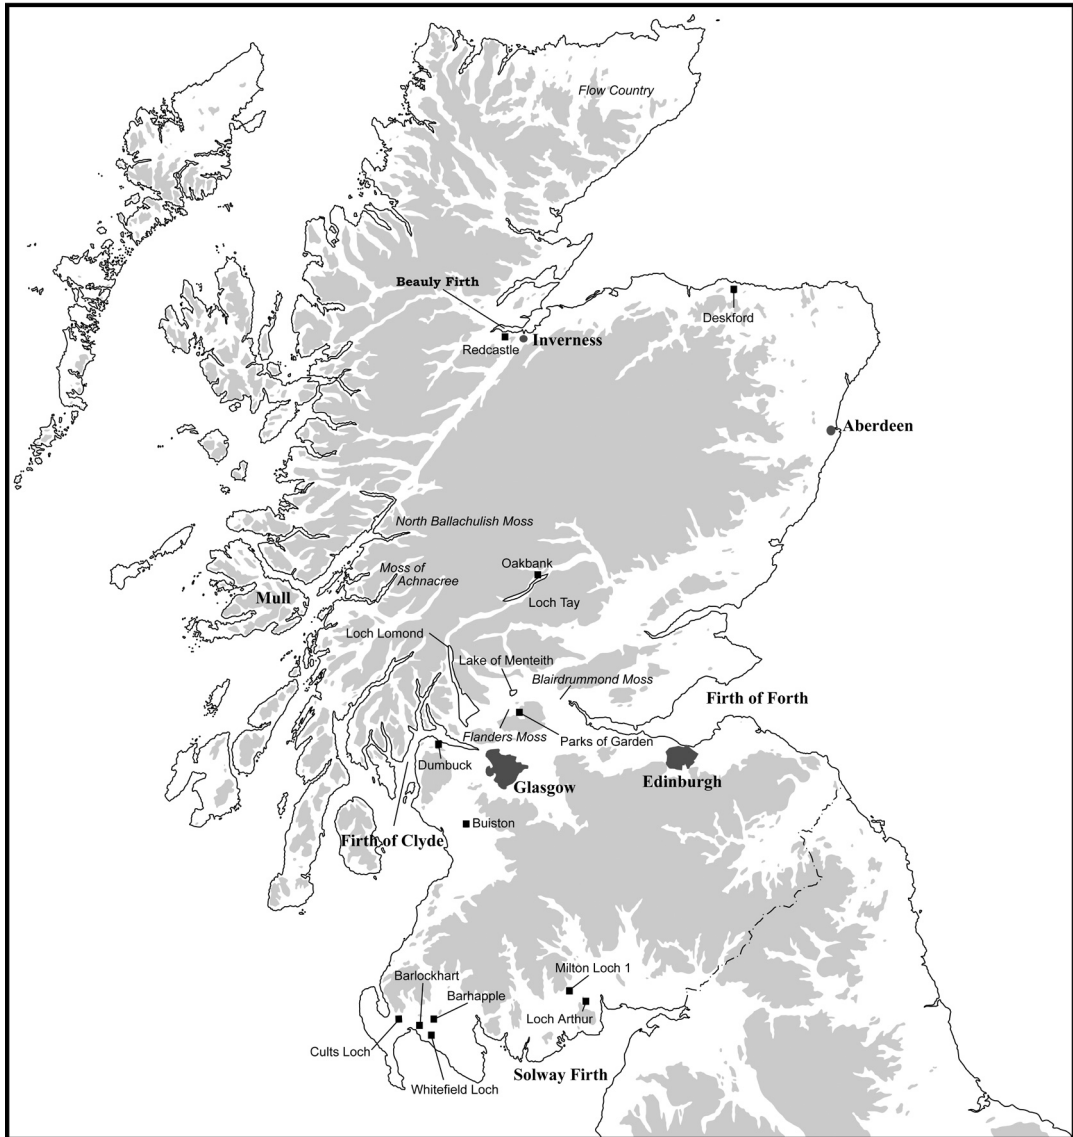 Flow Country
Beauly Firth
Deskford
Redcastle
Inverness
Aberdeen
North Ballachulish Moss
Oakbank
Moss of
Achnacree
Mull
Loch Tay
Loch Lomond
Lake of Menteith
Blairdrummond Moss
Firth of Forth
Flanders Moss
Parks of Garden
Dumbuck
Edinburgh
Glasgow
Buiston
Firth of Clyde
Milton Loch 1
Barlockhart
Barhapple
Loch Arthur
Cults Loch
Solway Firth
Whitefield Loch